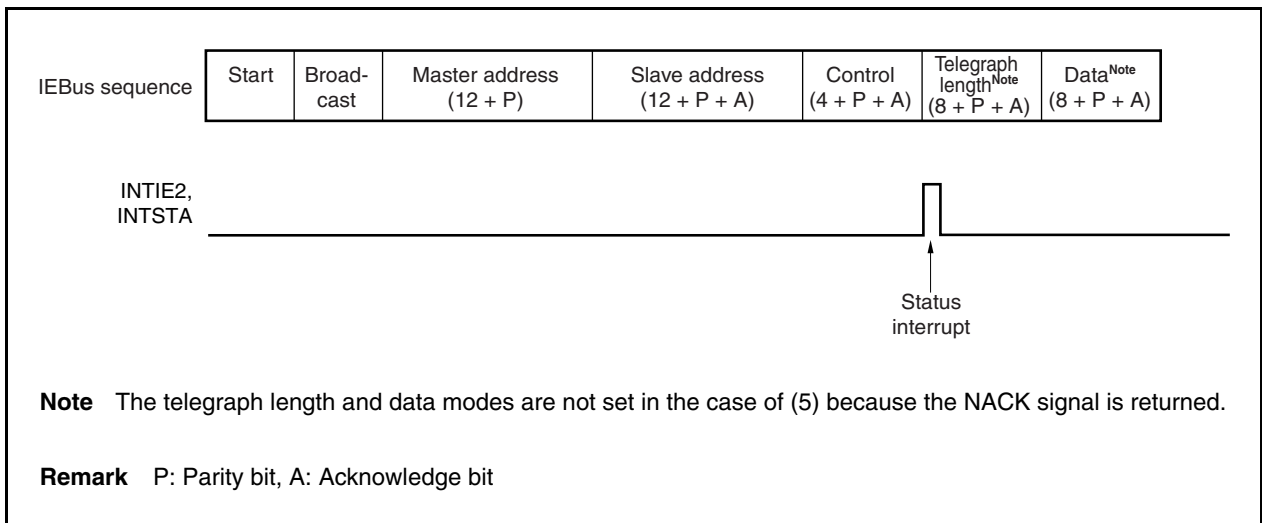 IEBus sequence
Start
Broad-
cast
Master address
(12 + P)
Slave address
(12 + P + A)
Control
(4 + P + A)
Telegraph
lengthNote
(8 + P + A)
DataNote
(8 + P + A)
INTIE2,
INTSTA
Status
interrupt
Note The telegraph length and data modes are not set in the case of (5) because the NACK signal is returned.
Remark P: Parity bit, A: Acknowledge bit